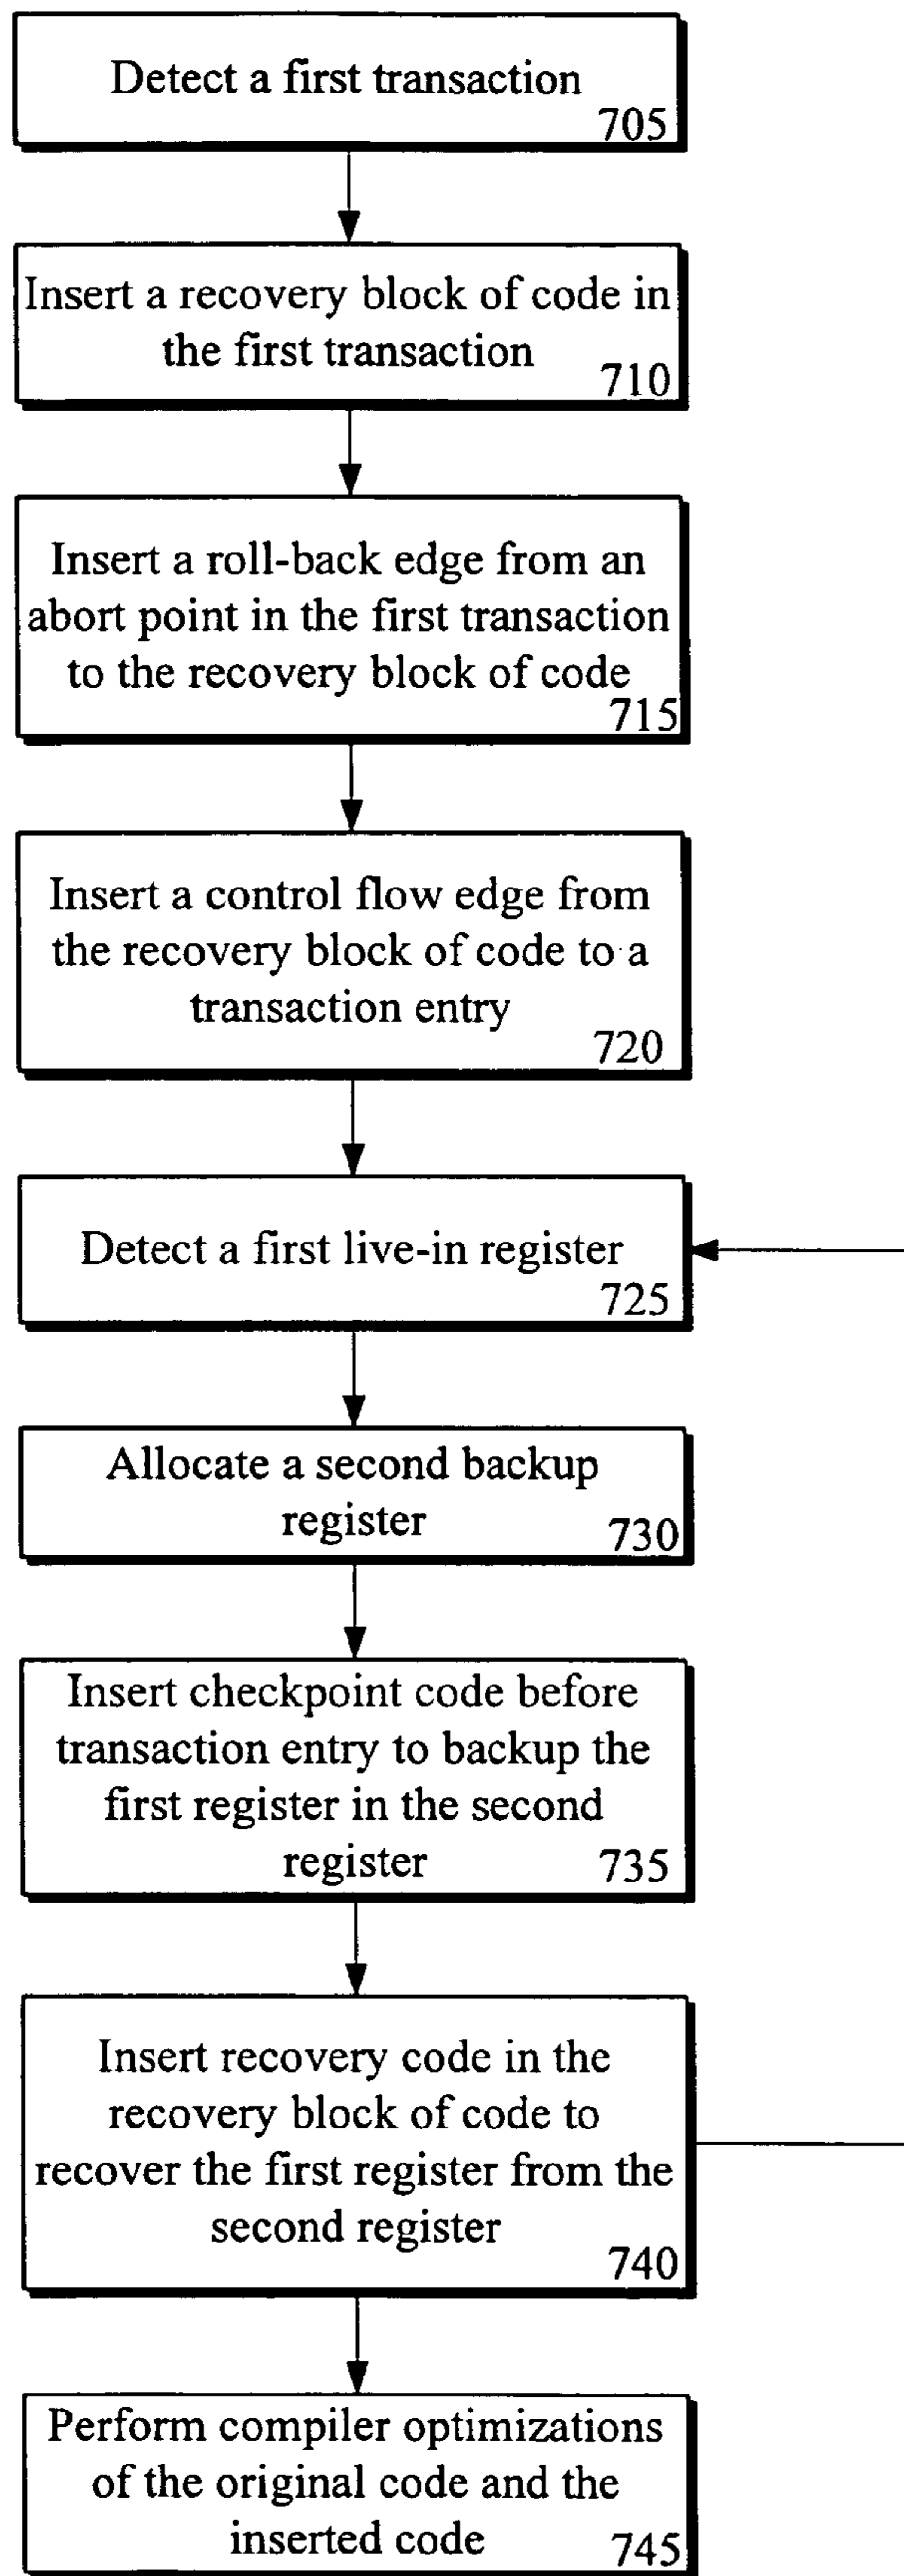 Detect a first transaction
705
Insert a recovery block of code in
the first transaction
710
Insert a roll-back edge from an
abort point in the first transaction
to the recovery block of code
715
Insert a control flow edge from
the recovery block of code to a
transaction entry
720
Detect a first live-in register
725
Allocate a second backup
register
730
Insert checkpoint code before
transaction entry to backup the
first register in the second
register
735
Insert recovery code in the
recovery block of code to
recover the first register from the
second register
740
Perform compiler optimizations
of the original code and the
inserted code
745